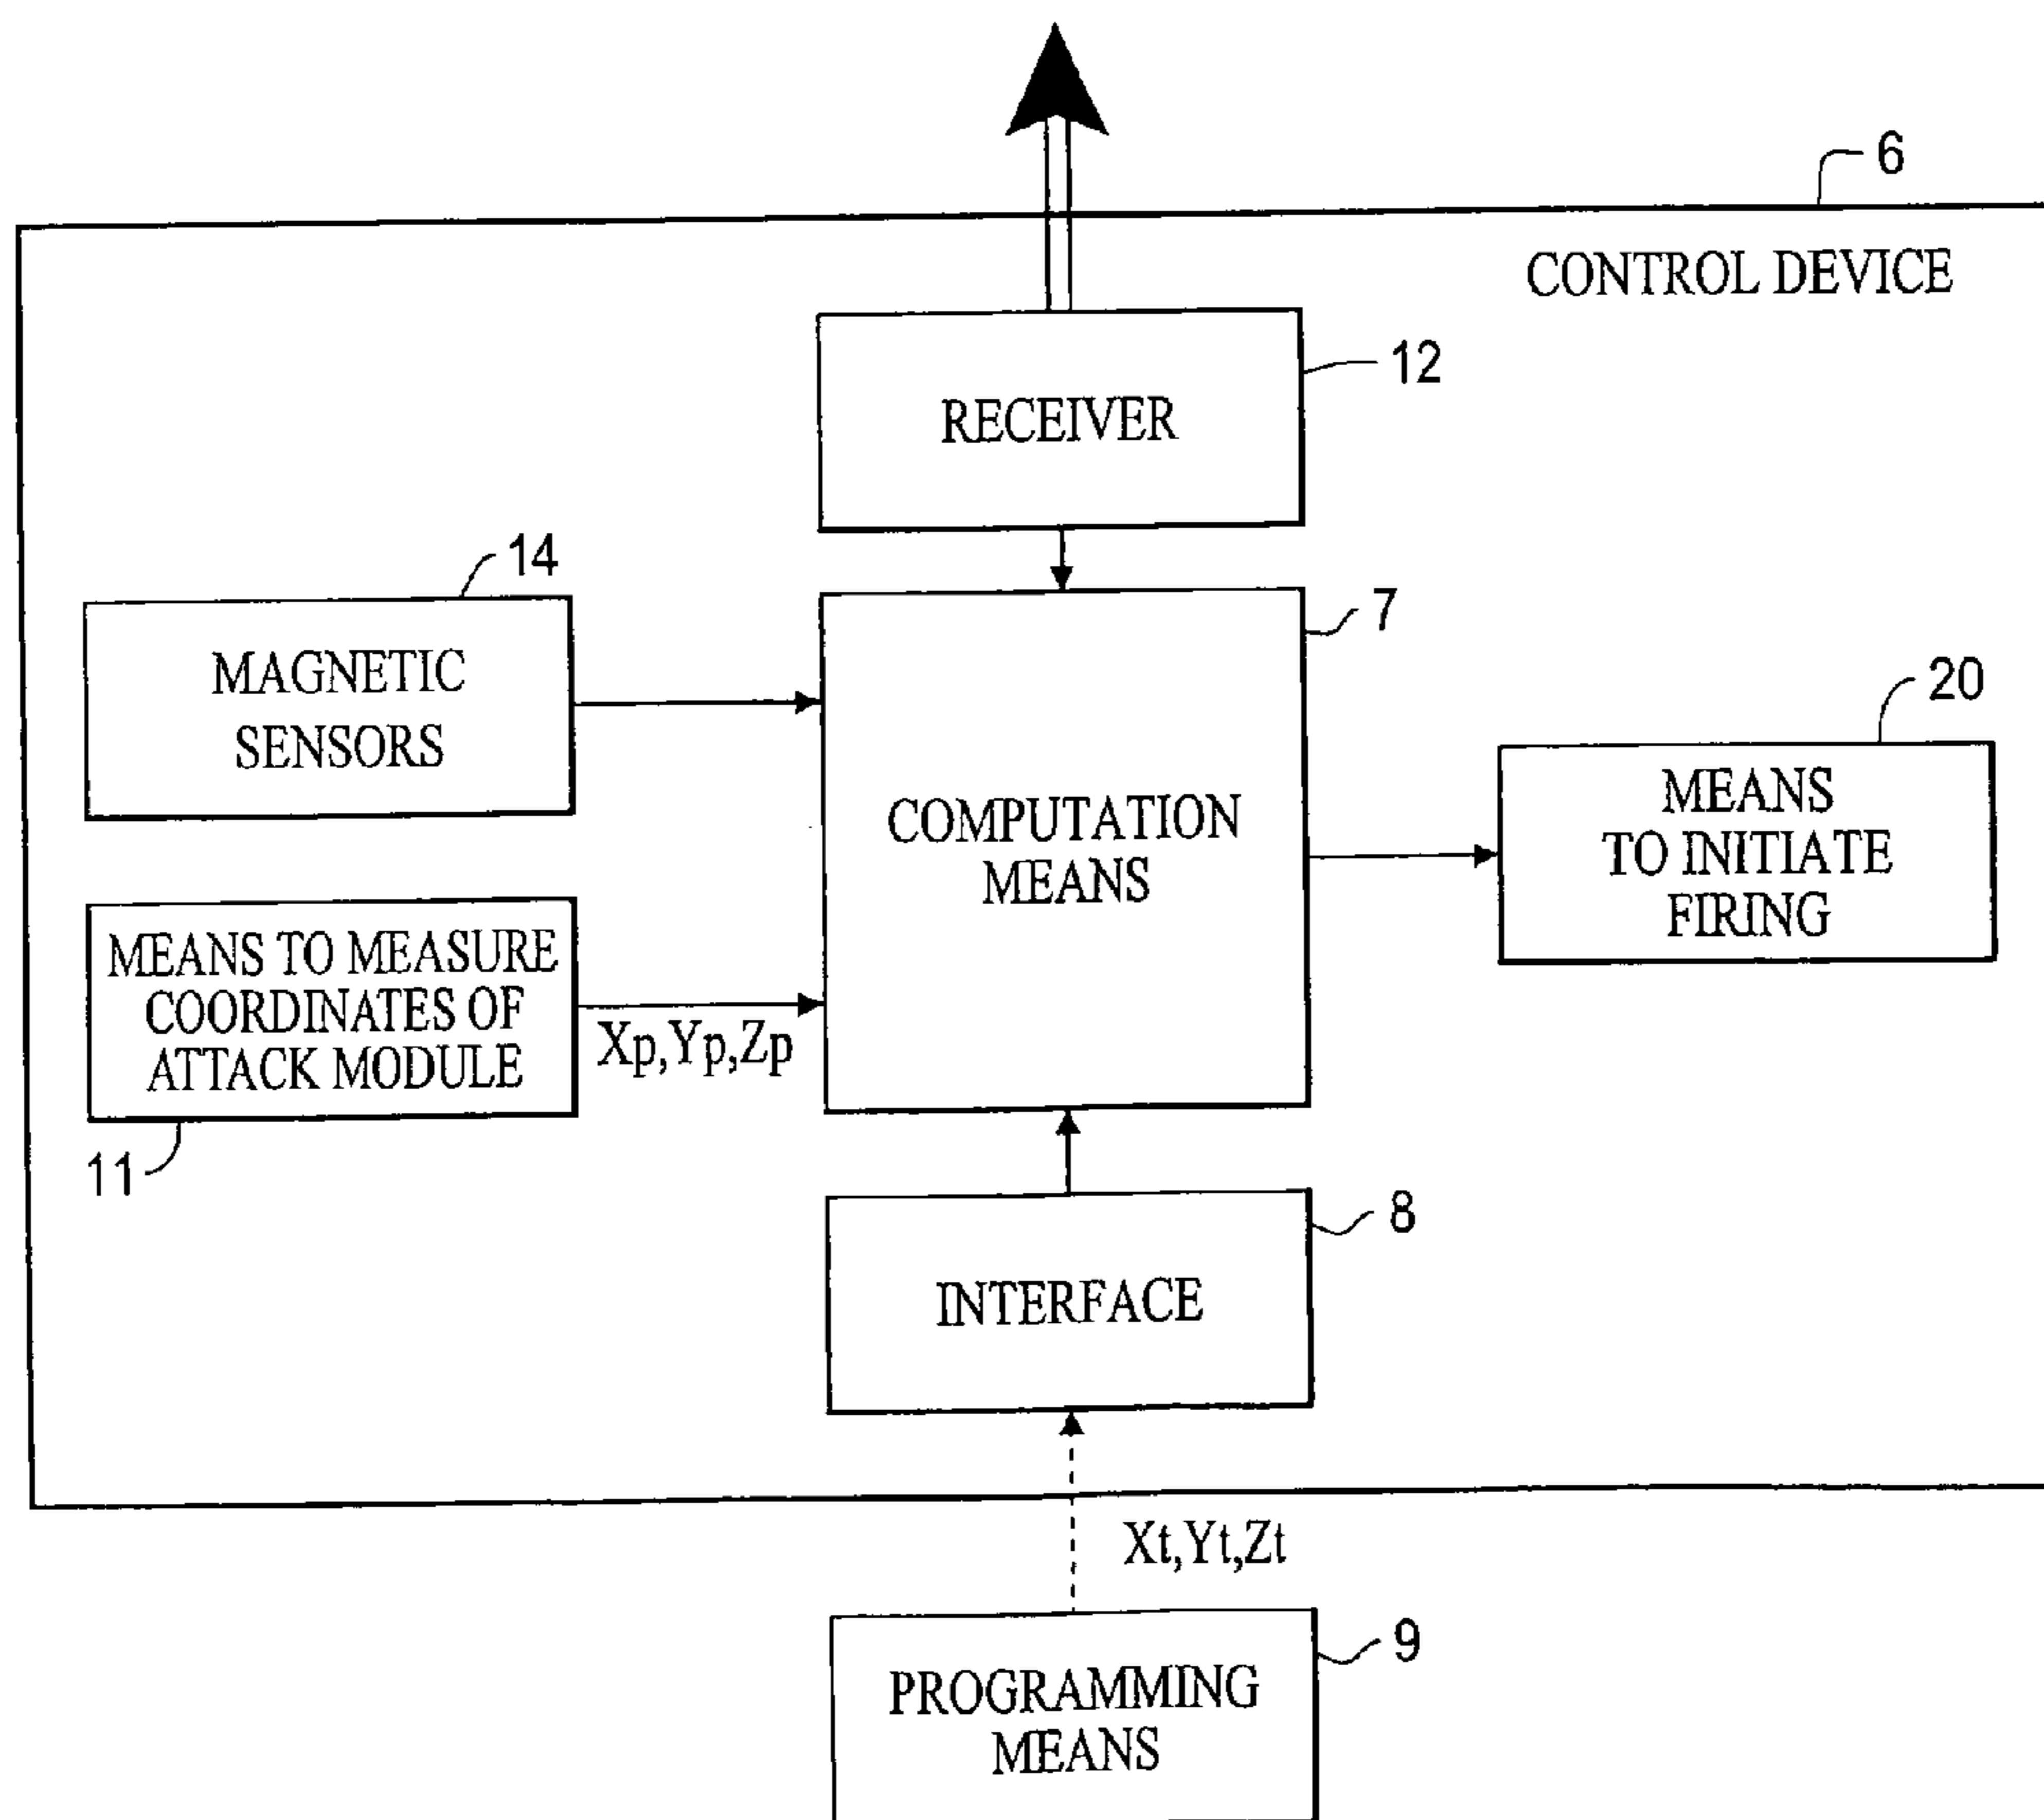 6
CONTROL DEVICE
12
RECEIVER
14
7
MAGNETIC
SENSORS
20
COMPUTATION
MEANS
MEANS
TO INITIATE
FIRING
MEANS TO MEASURE
COORDINATES OF
ATTACK MODULE
Xp,Yp,Zp
11
8
INTERFACE
Xt,Yt,Zt
9
PROGRAMMING
MEANS